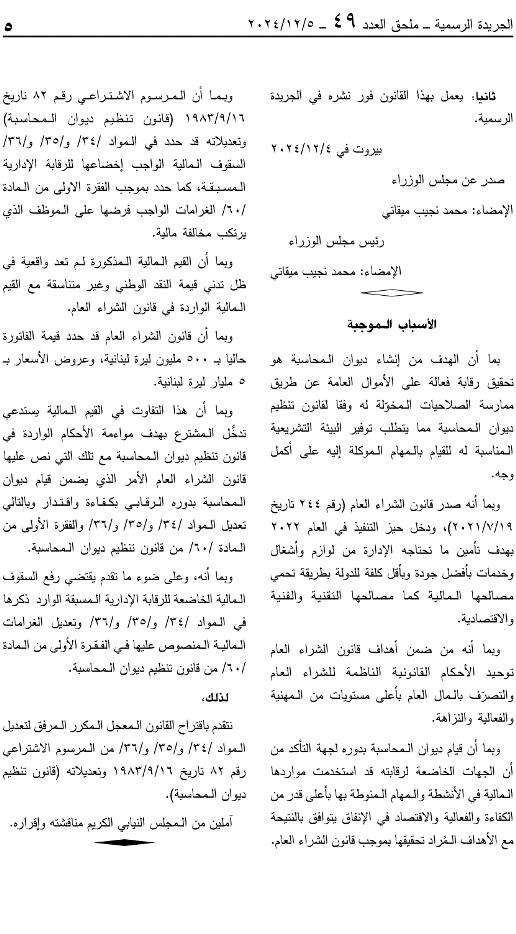 الجريدة الرسمية ــ ملحق العدد ٤٩ ــ ٢٠٢٤/١٢/٥
٥
ثانيا: يعمل بهذا القانون فور نشره في الجريدة
الرسمية.
بيروت في ٢٠٢٤/١٢/٤
صدر عن مجلس الوزراء
الإمضاء: محمد نجيب ميقاتي
رئيس مجلس الوزراء
الإمضاء: محمد نجيب ميقاتي
الأسباب الموجبة
بما أن الهدف من إنشاء ديوان المحاسبة هو
تحقيق رقابة فعالة على الأموال العامة عن طريق
ممارسة الصلاحيات المخوّلة له وفقا لقانون تنظيم
ديوان المحاسبة مما يتطلب توفير البيئة التشريعية
المناسبة له للقيام بالمهام الموكلة إليه على أكمل
وجه.
وبما أنه صدر قانون الشراء العام (رقم ٢٤٤ تاريخ
٢٠٢١/٧/١٩)، ودخل حيز التنفيذ في العام ٢٠٢٢
بهدف تأمين ما تحتاجه الإدارة من لوازم وأشغال
وخدمات بأفضل جودة وبأقل كلفة للدولة بطريقة تحمي
مصالحها المالية كما مصالحها التقنية والفنية
والاقتصادية.
وبما أنه من ضمن أهداف قانون الشراء العام
توحيد الأحكام القانونية الناظمة للشراء العام
والتصرّف بالمال العام بأعلى مستويات من المهنية
والفعالية والنزاهة.
وبما أن قيام ديوان المحاسبة بدوره لجهة التأكد من
أن الجهات الخاضعة لرقابته قد استخدمت مواردها
المالية في الأنشطة والمهام المنوطة بها بأعلى قدر من
الكفاءة والفعالية والاقتصاد في الإنفاق يتوافق بالنتيجة
مع الأهداف المُراد تحقيقها بموجب قانون الشراء العام.
وبما أن المرسوم الاشتراعي رقم ٨٢ تاريخ
١٩٨٣/٩/١٦ (قانون تنظيم ديوان المحاسبة)
وتعديلاته قد حدد في المواد /٣٤/ و/٣٥/ و/٣٦/
السقوف المالية الواجب إخضاعها للرقابة الإدارية
المسبقة، كما حدد بموجب الفقرة الاولى من المادة
/٦٠/ الغرامات الواجب فرضها على الموظف الذي
يرتكب مخالفة مالية.
وبما أن القيم المالية المذكورة لم تعد واقعية في
ظل تدني قيمة النقد الوطني وغير متناسقة مع القيم
المالية الواردة في قانون الشراء العام.
وبما أن قانون الشراء العام قد حدد قيمة الفاتورة
حاليا بـ ٥٠٠ مليون ليرة لبنانية، وعروض الأسعار بـ
٥ مليار ليرة لبنانية.
وبما أن هذا التفاوت في القيم المالية يستدعي
تدخُّل المشترع بهدف مواءمة الأحكام الواردة في
قانون تنظيم ديوان المحاسبة مع تلك التي نص عليها
قانون الشراء العام الأمر الذي يضمن قيام ديوان
المحاسبة بدوره الرقابي بكفاءة واقتدار وبالتالي
تعديل المواد /٣٤/ و/٣٥/ و/٣٦/ والفقرة الأولى من
المادة /٦٠/ من قانون تنظيم ديوان المحاسبة.
وبما أنه، وعلى ضوء ما تقدم يقتضي رفع السقوف
المالية الخاضعة للرقابة الإدارية المسبقة الوارد ذكرها
في المواد /٣٤/ و/٣٥/ و/٣٦/ وتعديل الغرامات
المالية المنصوص عليها في الفقرة الأولى من المادة
/٦٠/ من قانون تنظيم ديوان المحاسبة.
لذلك،
نتقدم باقتراح القانون المعجل المكرر المرفق لتعديل
المواد /٣٤/ و/٣٥/ و/٣٦/ من المرسوم الاشتراعي
رقم ٨٢ تاريخ ١٩٨٣/٩/١٦ وتعديلاته (قانون تنظيم
ديوان المحاسبة).
آملين من المجلس النيابي الكريم مناقشته وإقراره.